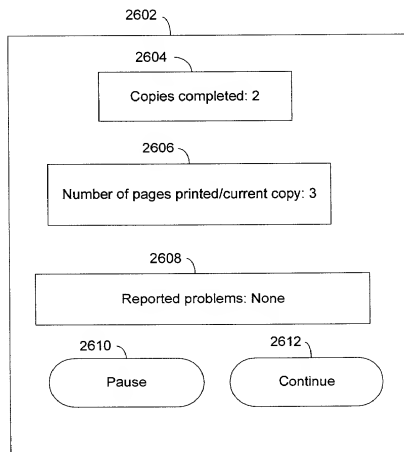 2602
2604
Copies completed: 2
2606
Number of pages printed/current copy: 3
2608
Reported problems: None
2610 2612
Pause Continue